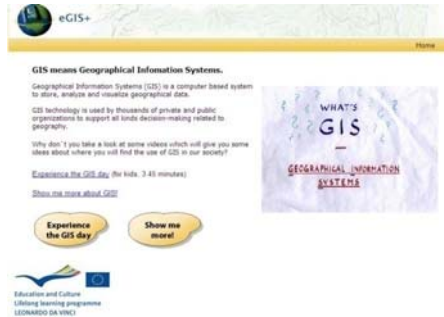 eGIS+
Home
GIS means Geographical Infomation Systems.
Geographical Information Systems (GIS) is a computer based system
to store, analyze and visualize geographical data.
GIS technology is used by thousands of private and public
organizations to support all kinds decision-making related to
geography.
Why don´t you take a look at some videos which will give you some
ideas about where you will find the use of GIS in our society?
Experience the GIS day (for kids, 3.45 minutes)
Show me more about GIS!
WHAT'S
GIS
GEOGRAPHICAL INFORMATION
SYSTEMS
Experience
the GIS day
Show me
more!
Education and Culture
Lifelong learning programme
LEONARDO DA VINCI